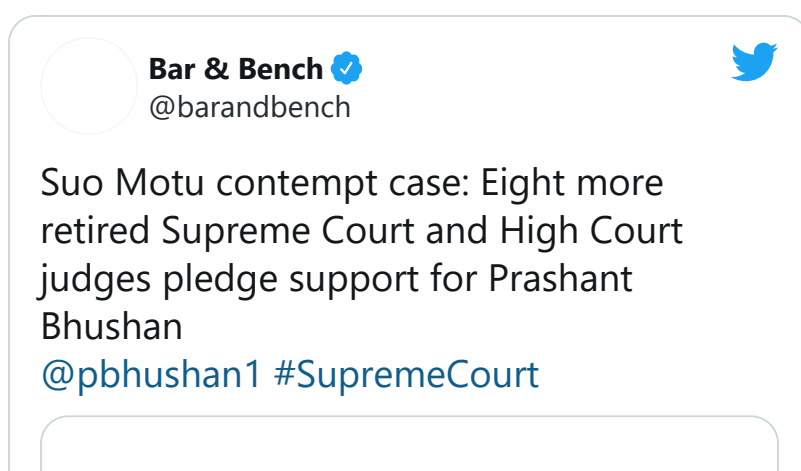 Bar & Bench
@barandbench
Suo Motu contempt case: Eight more
retired Supreme Court and High Court
judges pledge support for Prashant
Bhushan
@pbhushan1 #SupremeCourt